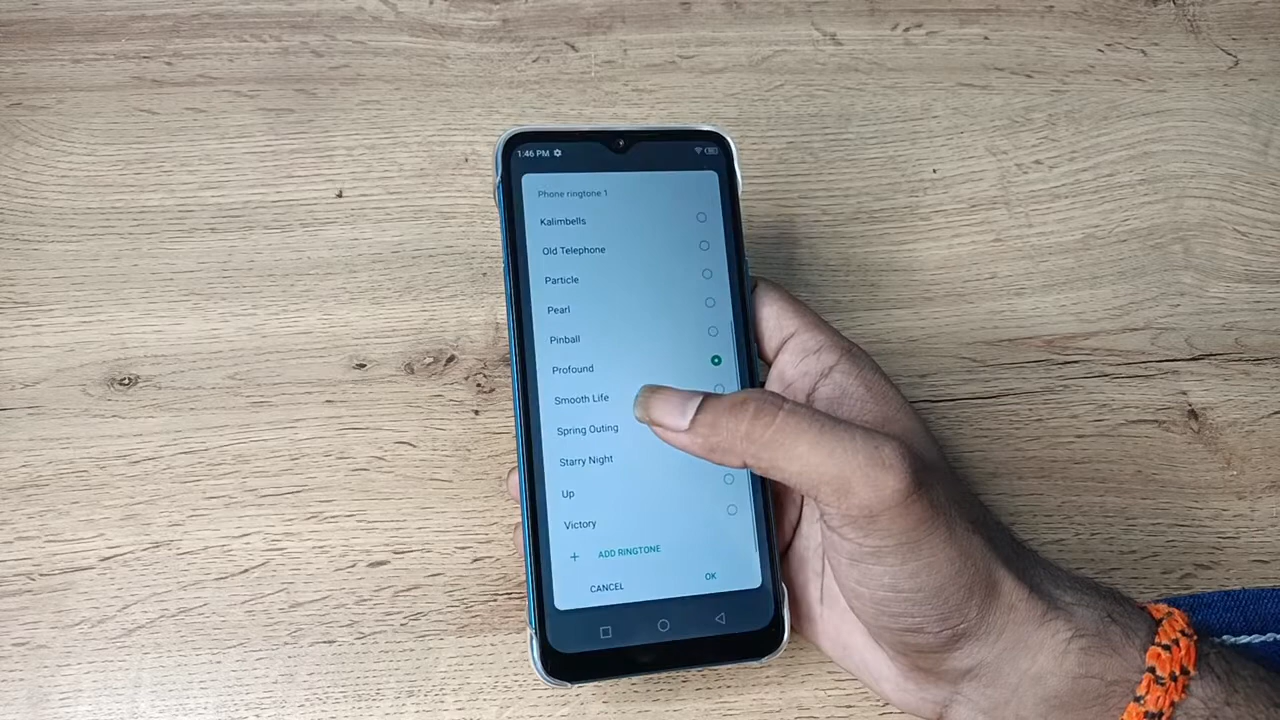 1:46 PM
Phone ringtone 1
Kalimbells
Old Telephone
Particle
Pearl
Pinball
Profound
Smooth Life
Spring Outing
Starry Night
Up
Victory
+ ADD RINGTONE
CANCEL OK